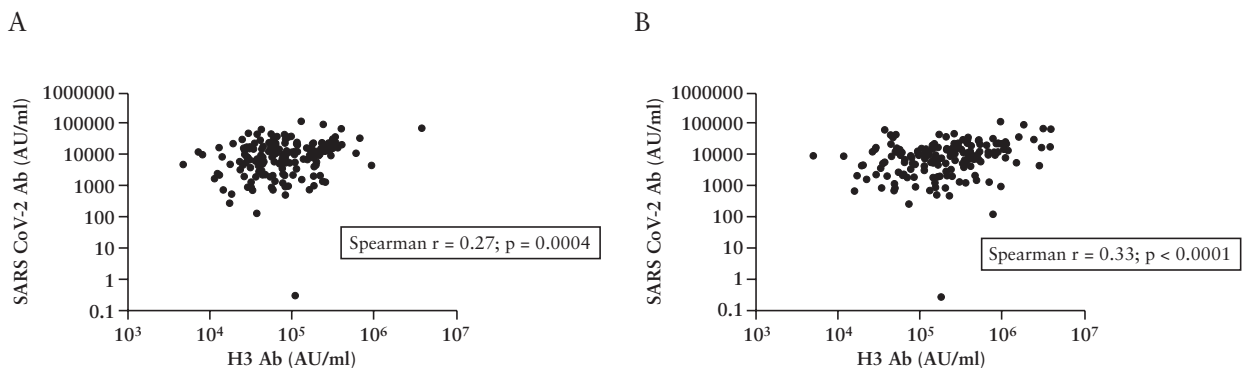 A
SARS CoV-2 Ab (AU/ml)
1000000
100000
10000
1000
100
10
1
0.1
Spearman r = 0.27; p = 0.0004
10³ 10⁴ 10⁵ 10⁶ 10⁷
H3 Ab (AU/ml)
B
SARS CoV-2 Ab (AU/ml)
1000000
100000
10000
1000
100
10
1
0.1
Spearman r = 0.33; p < 0.0001
10³ 10⁴ 10⁵ 10⁶ 10⁷
H3 Ab (AU/ml)